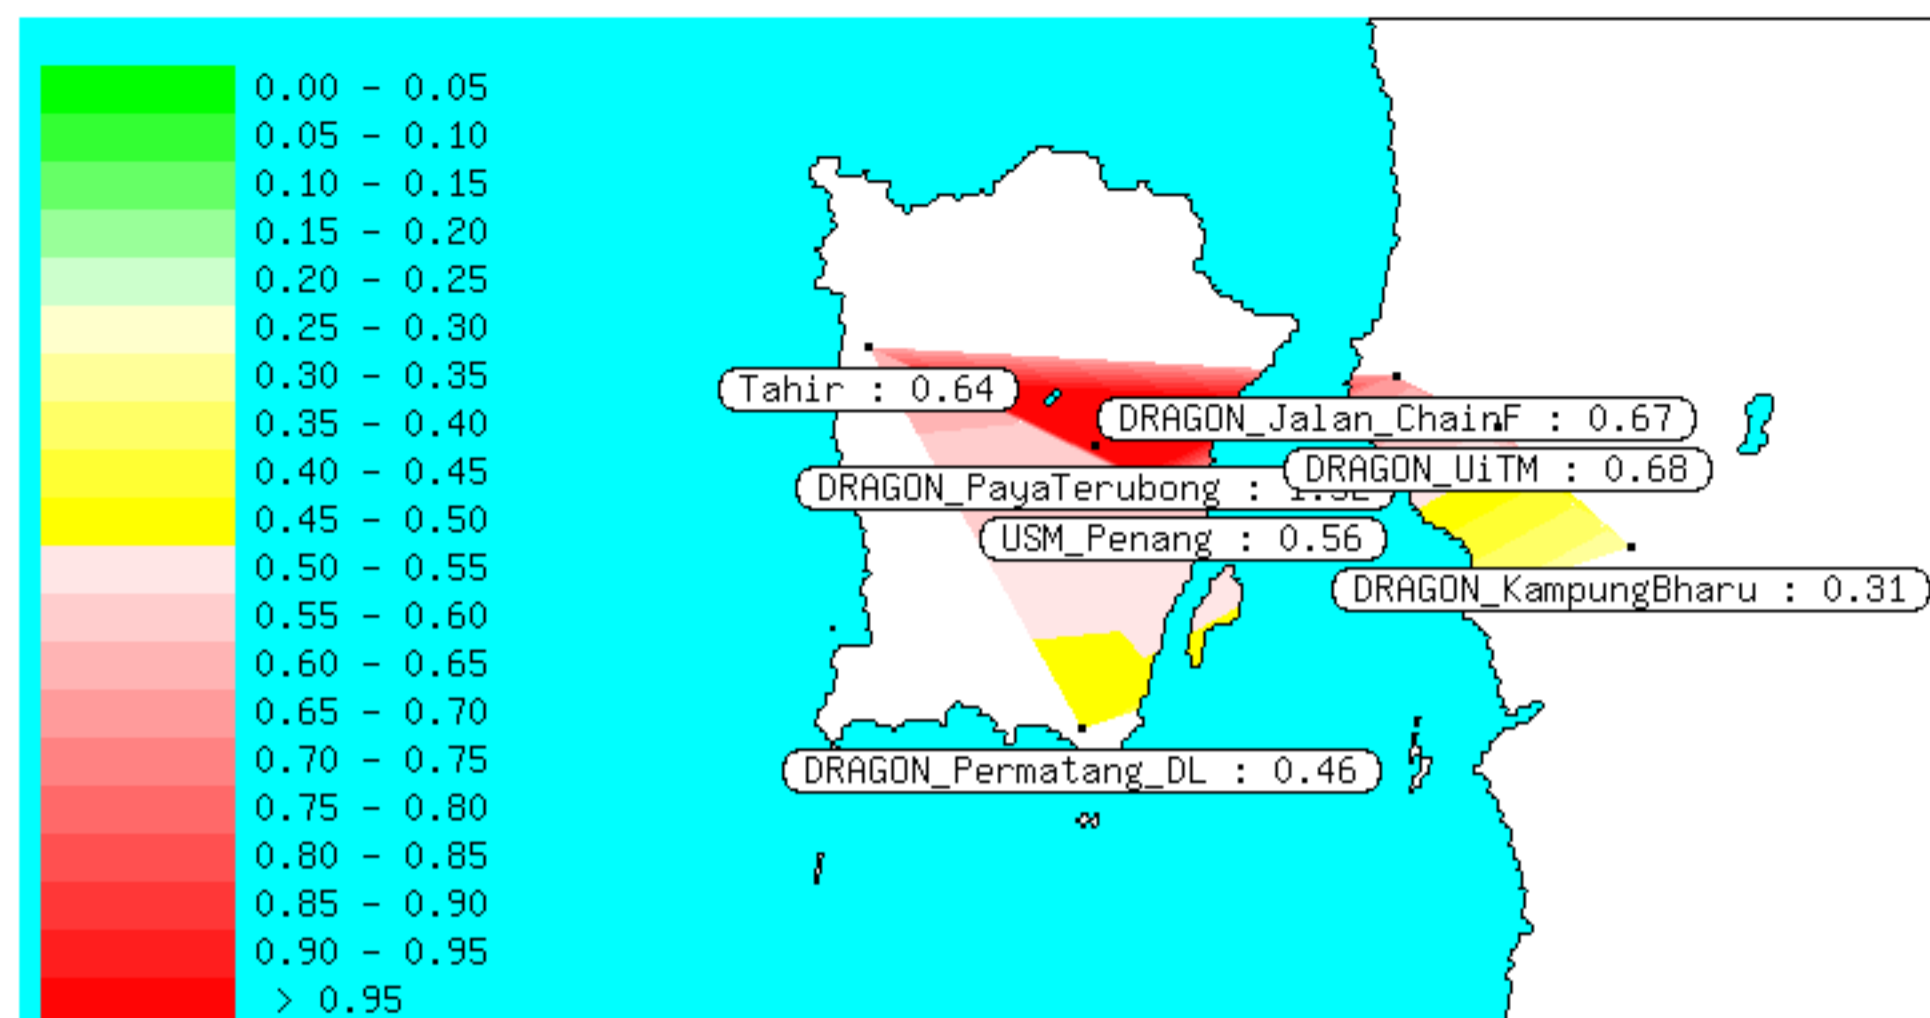 0.00 - 0.05
0.05 - 0.10
0.10 - 0.15
0.15 - 0.20
0.20 - 0.25
0.25 - 0.30
0.30 - 0.35
0.35 - 0.40
0.40 - 0.45
0.45 - 0.50
0.50 - 0.55
0.55 - 0.60
0.60 - 0.65
0.65 - 0.70
0.70 - 0.75
0.75 - 0.80
0.80 - 0.85
0.85 - 0.90
0.90 - 0.95
> 0.95
Tahir : 0.64
DRAGON_Jalan_ChainF : 0.67
DRAGON_UiTM : 0.68
DRAGON_PayaTerubong :
USM_Penang : 0.56
DRAGON_KampungBharu : 0.31
DRAGON_Permatang_DL : 0.46